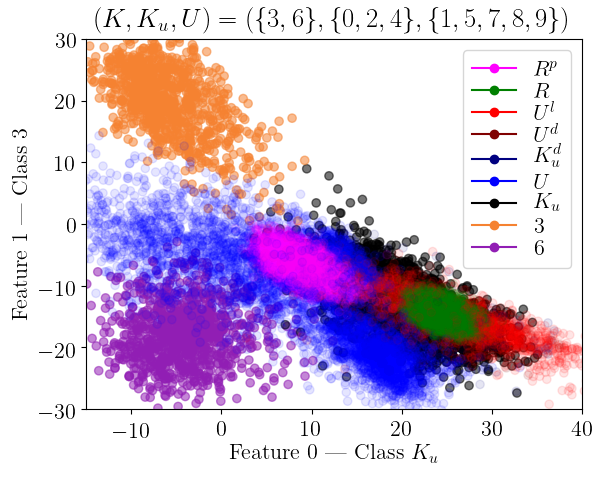 (K, K_u, U) = ({3, 6}, {0, 2, 4}, {1, 5, 7, 8, 9})
R^p
R
U^l
U^d
K_u^d
U
K_u
3
6
30
20
10
0
−10
−20
−30
Feature 1 — Class 3
−10
0
10
20
30
40
Feature 0 — Class K_u